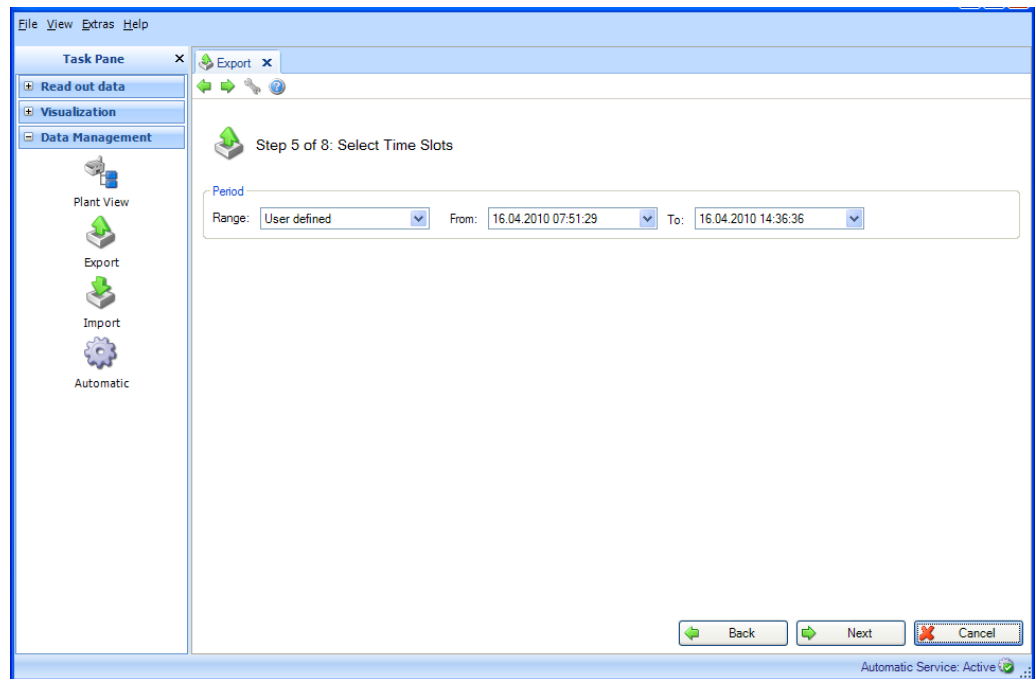 File View Extras Help
Task Pane
Export
Read out data
Visualization
Data Management
Plant View
Export
Import
Automatic
Step 5 of 8: Select Time Slots
Period
Range: User defined From: 16.04.2010 07:51:29 To: 16.04.2010 14:36:36
Back Next Cancel
Automatic Service: Active